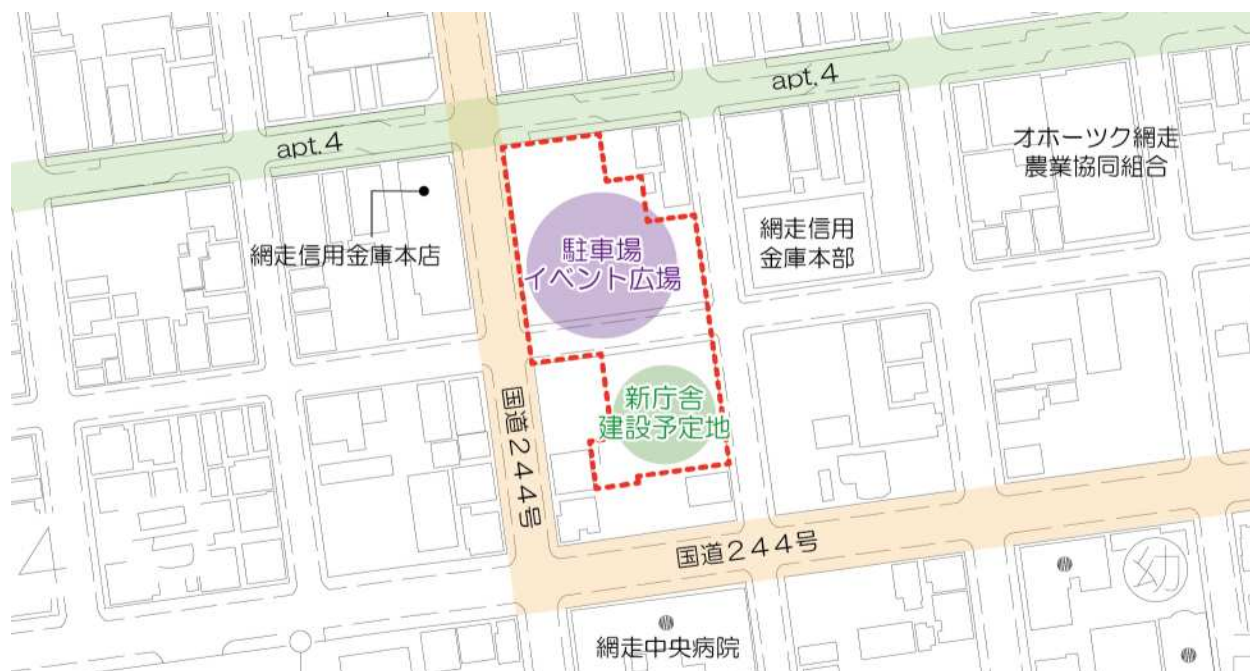 apt.4
apt.4
オホーツク網走
農業協同組合
網走信用金庫本店
駐車場
イベント広場
網走信用
金庫本部
国道244号
新庁舎
建設予定地
国道244号
幼
網走中央病院